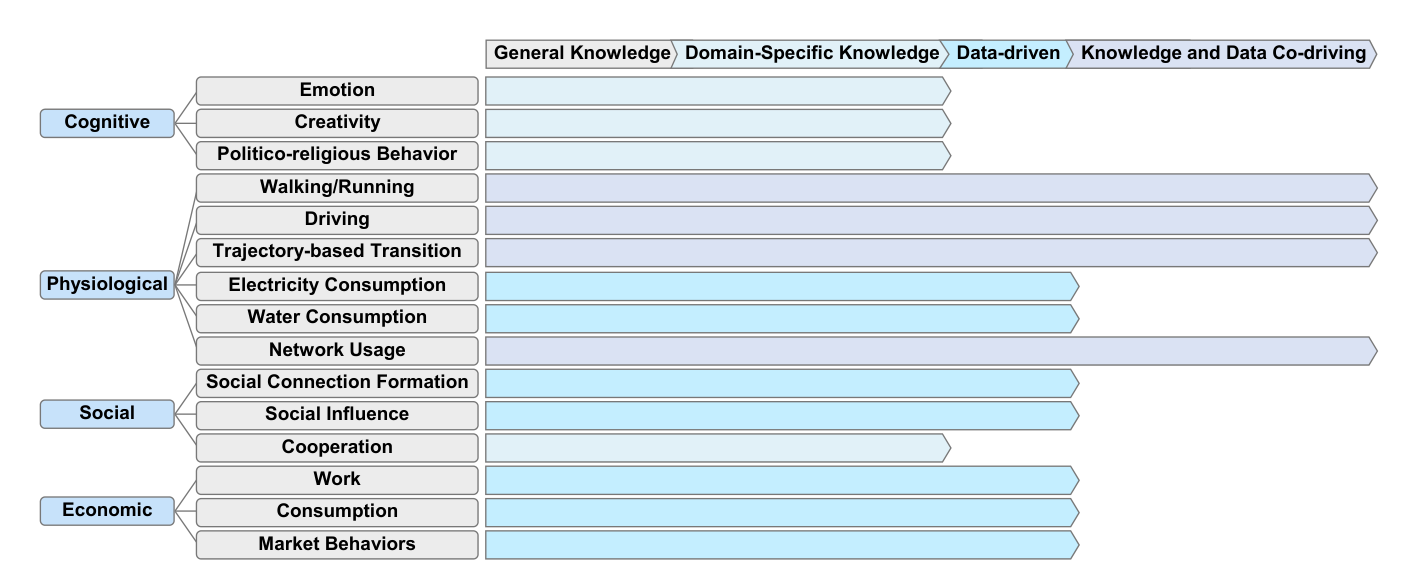 General Knowledge Domain-Specific Knowledge Data-driven Knowledge and Data Co-driving
Cognitive
Emotion
Creativity
Politico-religious Behavior
Physiological
Walking/Running
Driving
Trajectory-based Transition
Electricity Consumption
Water Consumption
Network Usage
Social
Social Connection Formation
Social Influence
Cooperation
Economic
Work
Consumption
Market Behaviors